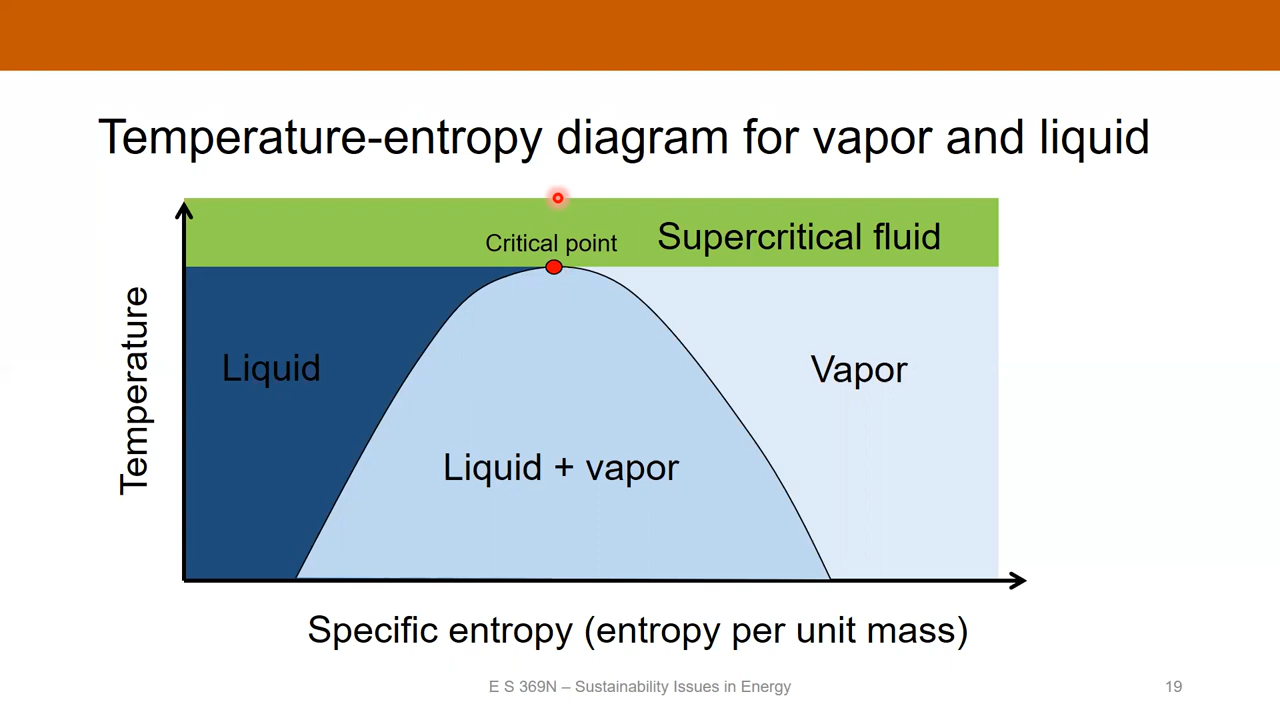 Temperature-entropy diagram for vapor and liquid
Critical point
Supercritical fluid
Temperature
Liquid
Vapor
Liquid + vapor
Specific entropy (entropy per unit mass)
E S 369N – Sustainability Issues in Energy
19